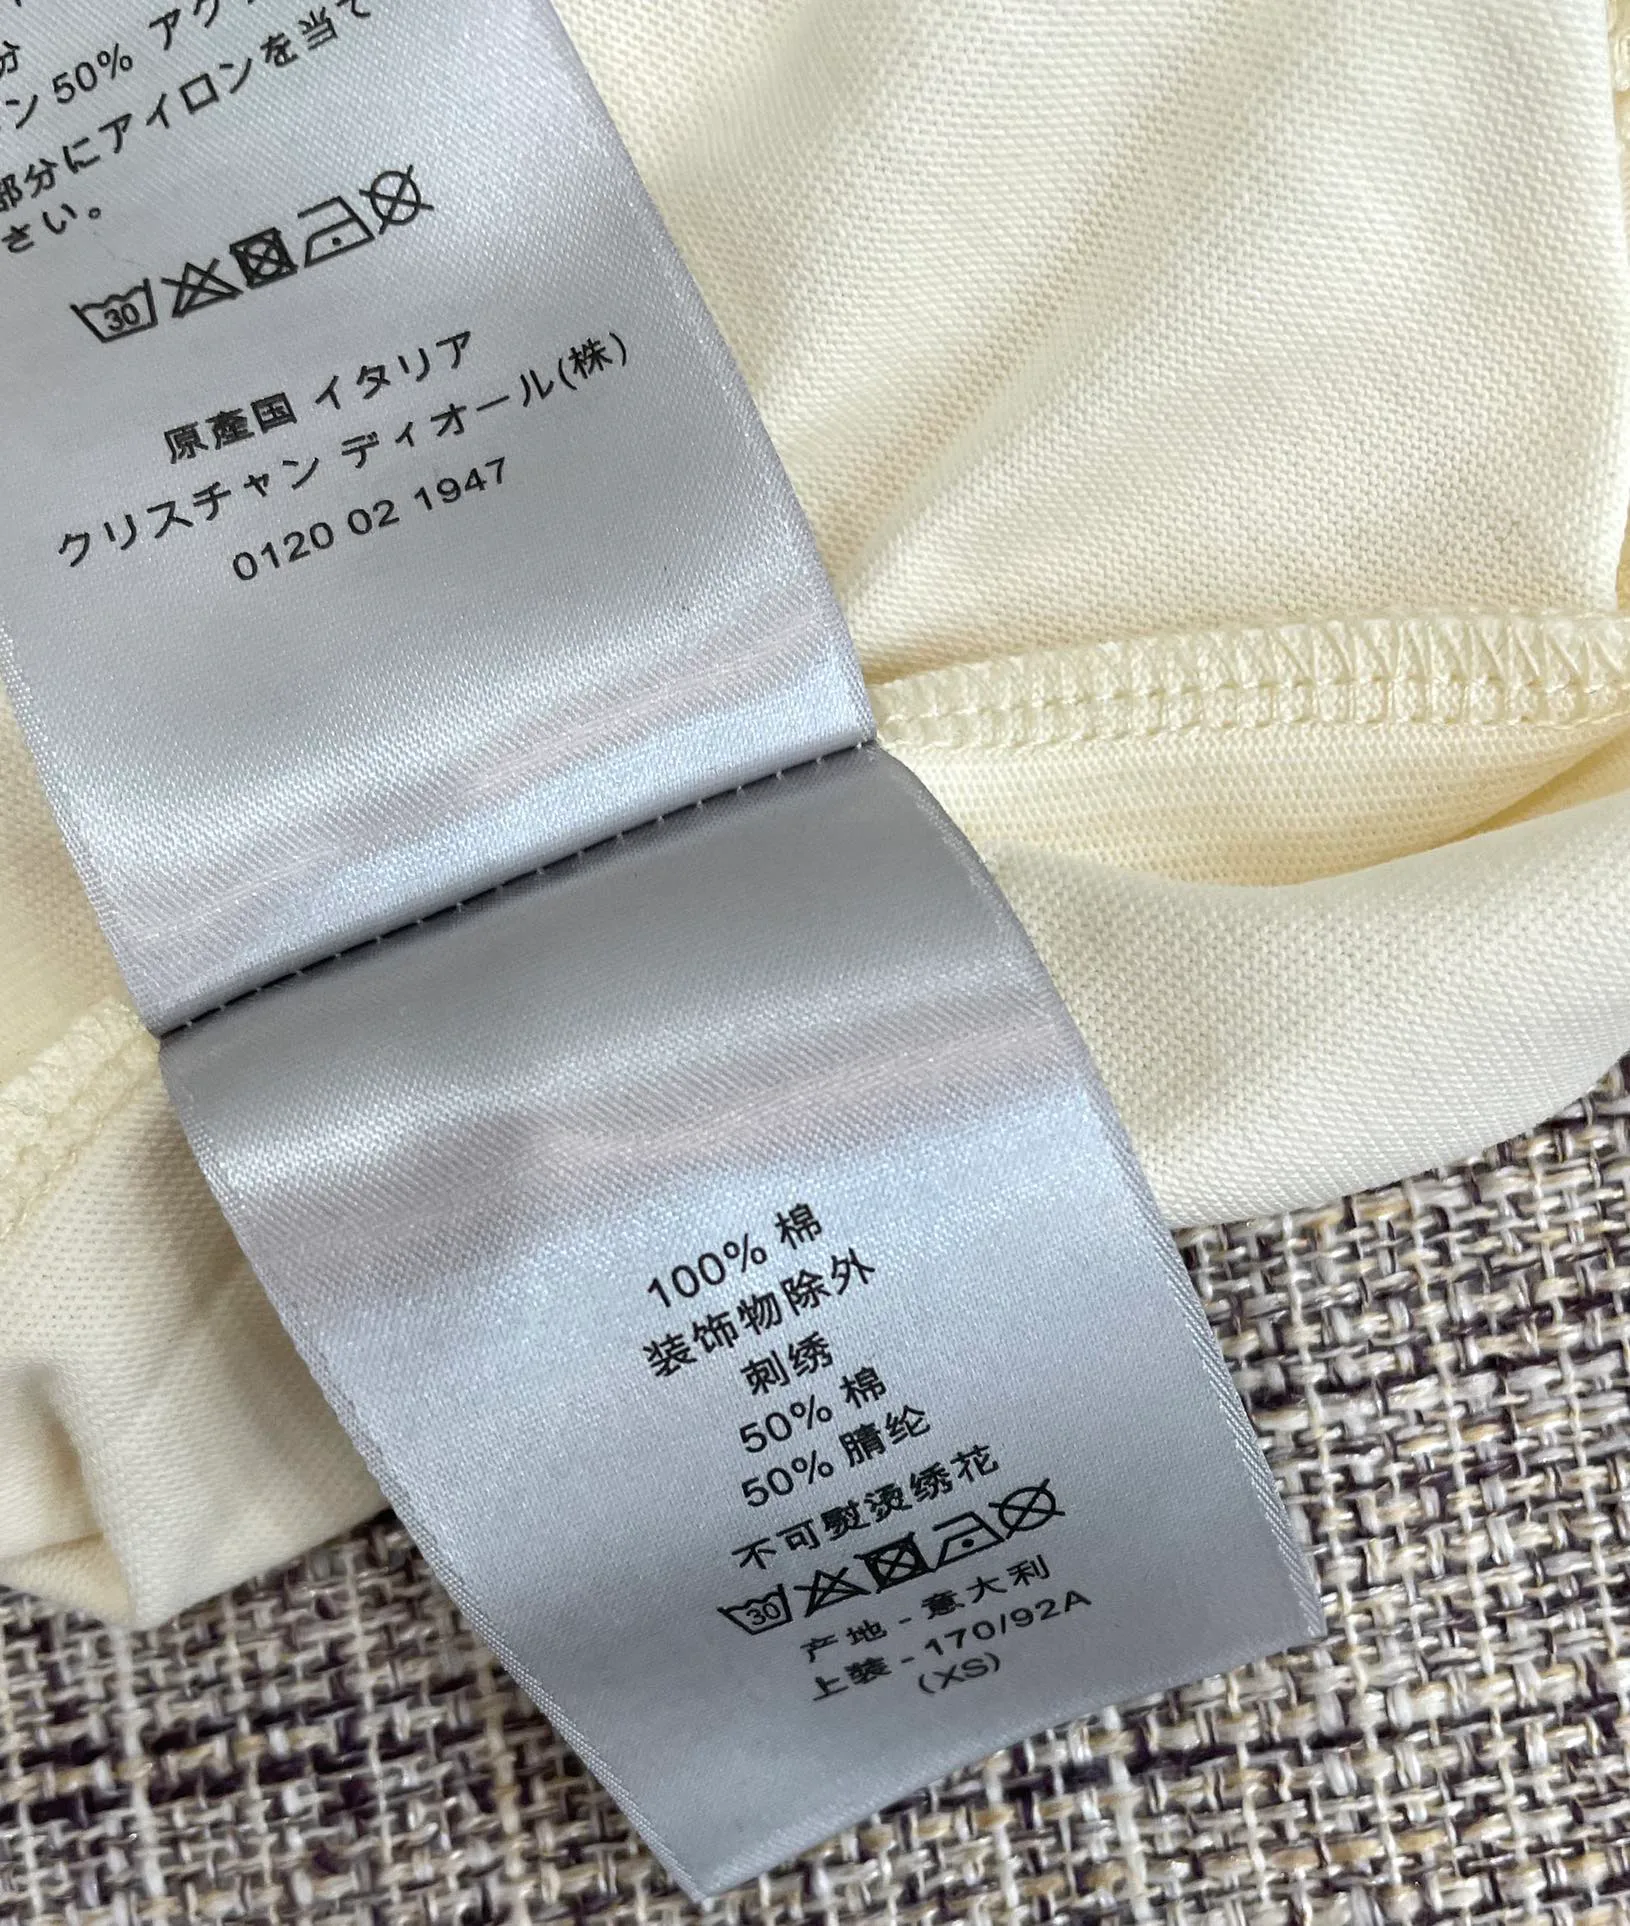 分
ン 50% アク
部分にアイロンを当て
さい。
30
原産国 イタリア
クリスチャン ディオール(株)
0120 02 1947
100% 棉
装饰物除外
刺绣
50% 棉
50% 腈纶
不可熨烫绣花
30
产地 - 意大利
上装 - 170/92A
(XS)